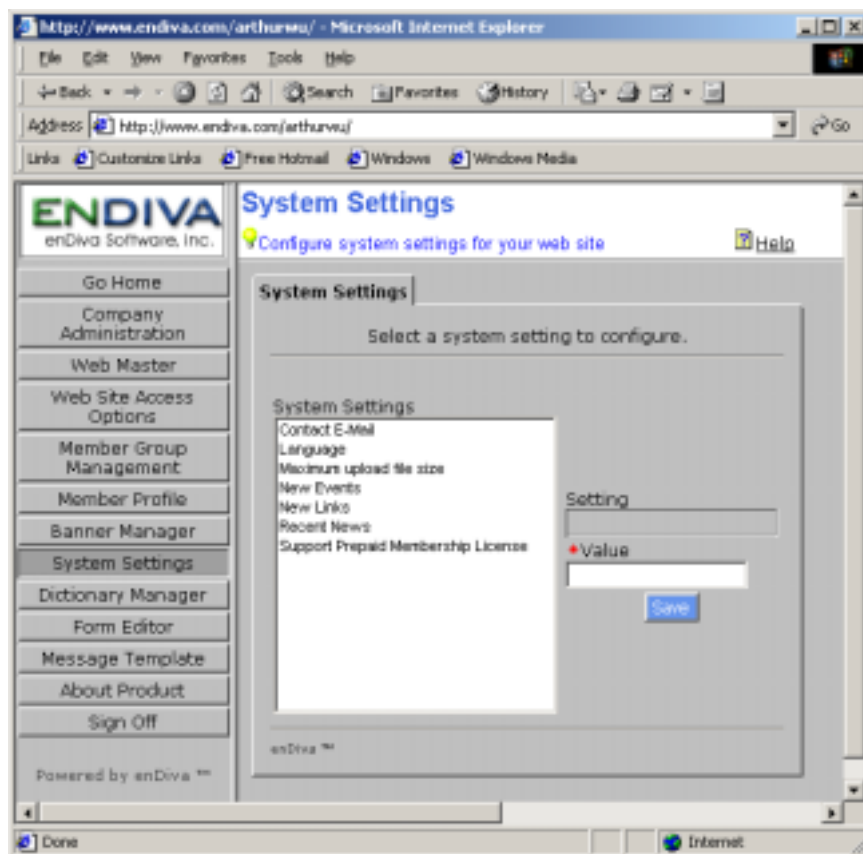 http://www.endiva.com/arthurwu/ - Microsoft Internet Explorer
File Edit View Favorites Tools Help
Back Search Favorites History
Address http://www.endiva.com/arthurwu/ Go
Links Customize Links Free Hotmail Windows Windows Media
ENDIVA
enDiva Software, Inc.
System Settings
Configure system settings for your web site Help
Go Home
Company
Administration
Web Master
Web Site Access
Options
Member Group
Management
Member Profile
Banner Manager
System Settings
Dictionary Manager
Form Editor
Message Template
About Product
Sign Off
Powered by enDiva ™
System Settings
Select a system setting to configure.
System Settings
Contact E-Mail
Language
Maximum upload file size
New Events
New Links
Recent News
Support Prepaid Membership License
Setting
*Value
Save
enDiva ™
Done Internet